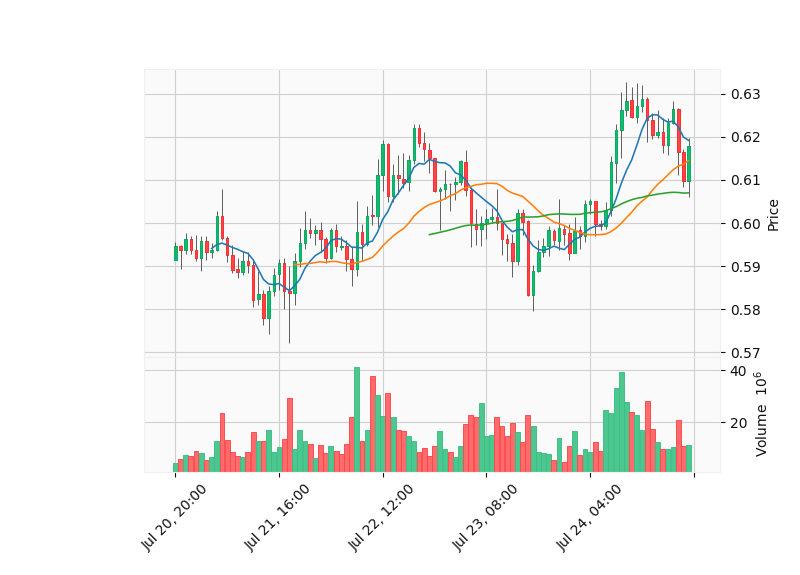 0.63
0.62
0.61
0.60
0.59
0.58
0.57
Price
40
20
Volume 10⁶
Jul 20, 20:00
Jul 21, 16:00
Jul 22, 12:00
Jul 23, 08:00
Jul 24, 04:00